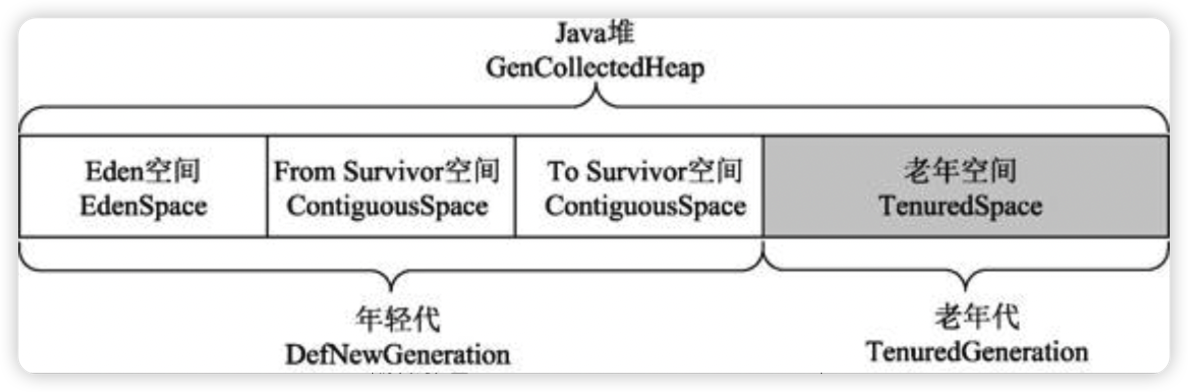 Java堆
GenCollectedHeap
Eden空间
EdenSpace
From Survivor空间
ContiguousSpace
To Survivor空间
ContiguousSpace
老年空间
TenuredSpace
年轻代
DefNewGeneration
老年代
TenuredGeneration